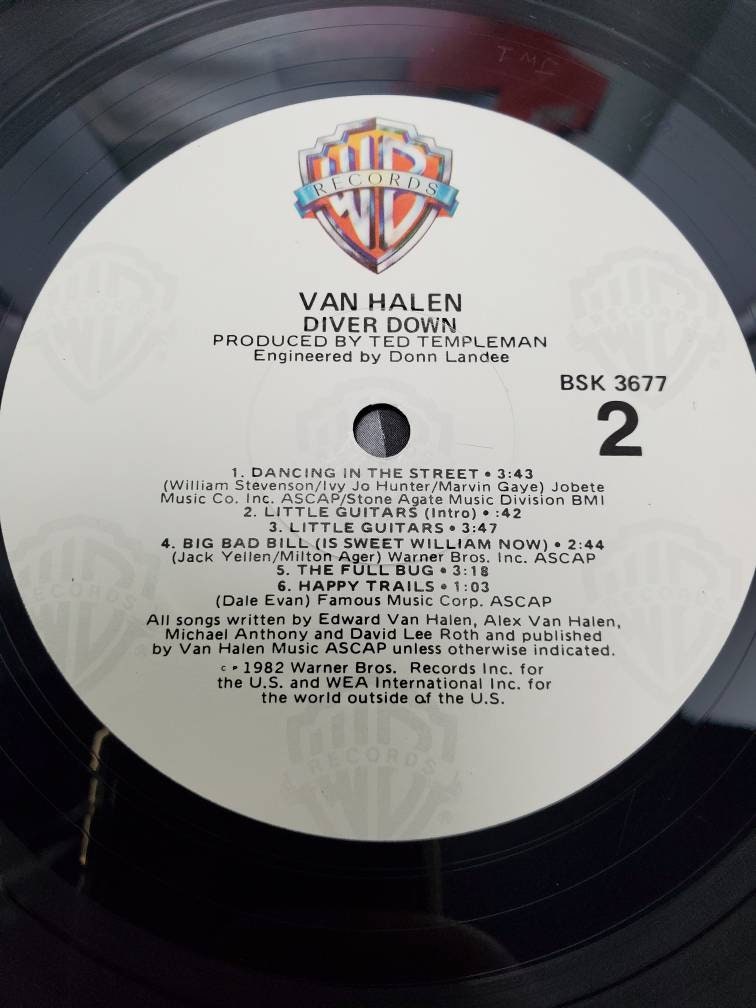 WB
RECORDS
VAN HALEN
DIVER DOWN
PRODUCED BY TED TEMPLEMAN
Engineered by Donn Landee
BSK 3677
2
1. DANCING IN THE STREET • 3:43
(William Stevenson/Ivy Jo Hunter/Marvin Gaye) Jobete
Music Co. Inc. ASCAP/Stone Agate Music Division BMI
2. LITTLE GUITARS (Intro) • :42
3. LITTLE GUITARS • 3:47
4. BIG BAD BILL (IS SWEET WILLIAM NOW) • 2:44
(Jack Yellen/Milton Ager) Warner Bros. Inc. ASCAP
5. THE FULL BUG • 3:18
6. HAPPY TRAILS • 1:03
(Dale Evan) Famous Music Corp. ASCAP
All songs written by Edward Van Halen, Alex Van Halen,
Michael Anthony and David Lee Roth and published
by Van Halen Music ASCAP unless otherwise indicated.
C P 1982 Warner Bros. Records Inc. for
the U.S. and WEA International Inc. for
the world outside of the U.S.